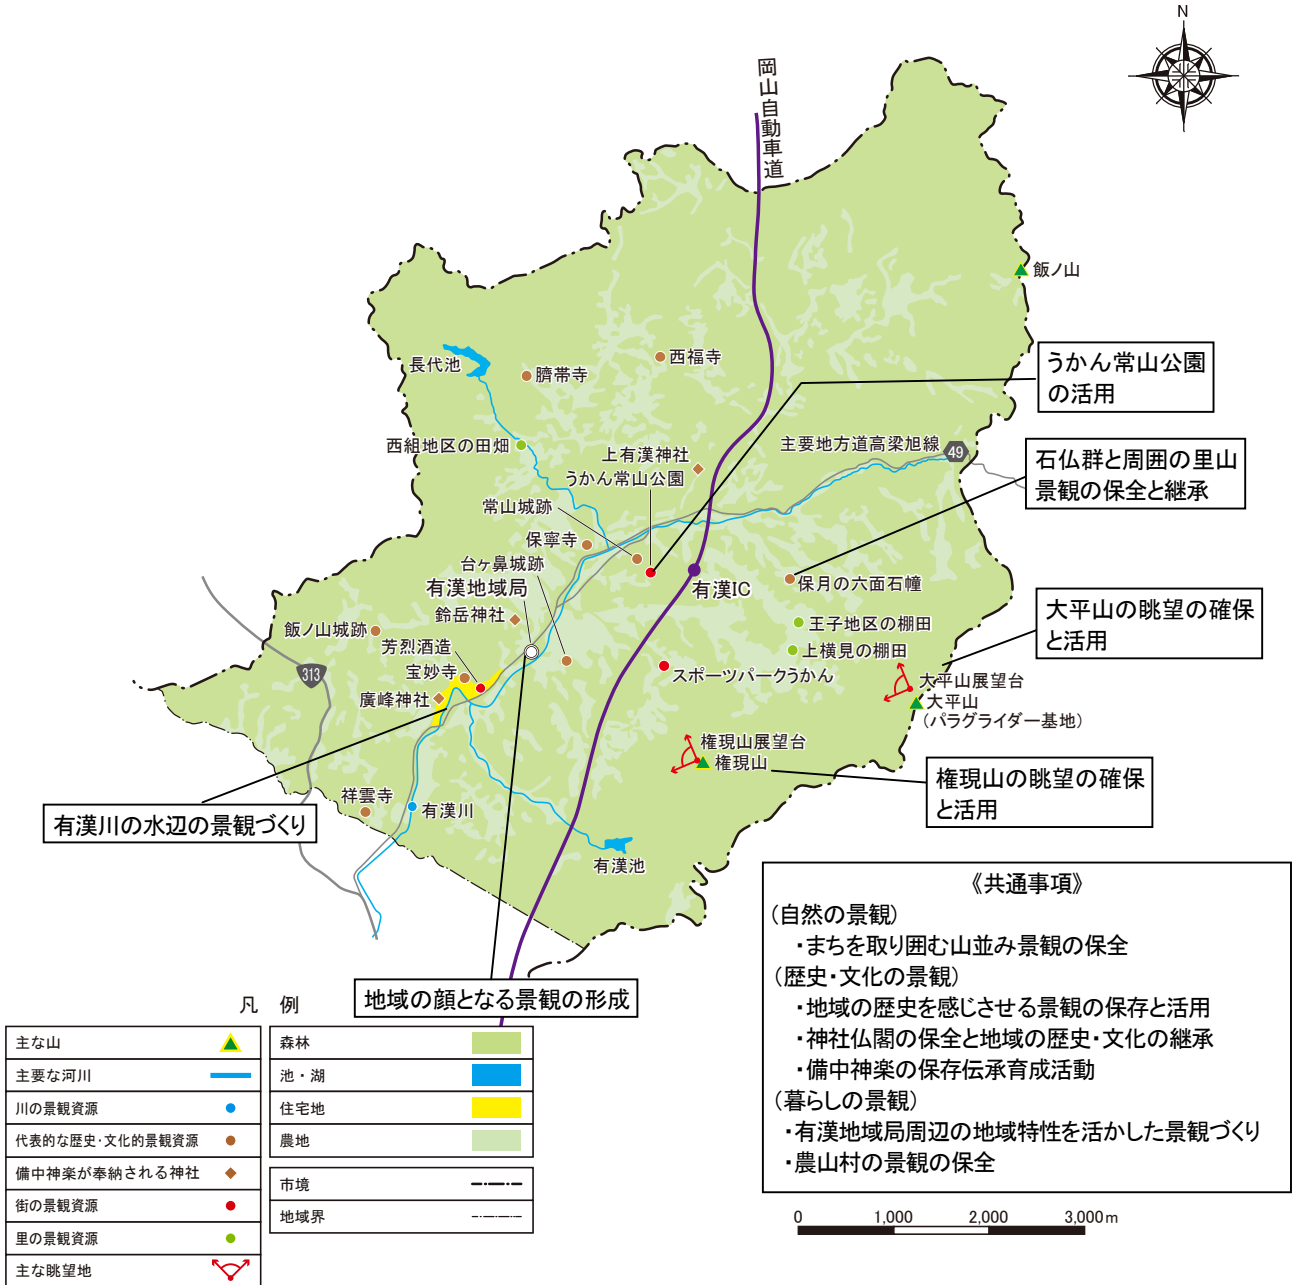 N
岡山自動車道
飯ノ山
うかん常山公園
の活用
西福寺
長代池
臍帯寺
西組地区の田畑
主要地方道高梁旭線
49
石仏群と周囲の里山
景観の保全と継承
上有漢神社
うかん常山公園
常山城跡
保寧寺
台ヶ鼻城跡
有漢地域局
有漢IC
保月の六面石幢
鈴岳神社
王子地区の棚田
大平山の眺望の確保
と活用
飯ノ山城跡
芳烈酒造
上横見の棚田
313
宝妙寺
スポーツパークうかん
大平山展望台
廣峰神社
大平山
(パラグライダー基地)
権現山展望台
権現山
権現山の眺望の確保
と活用
祥雲寺
有漢川
有漢川の水辺の景観づくり
有漢池
地域の顔となる景観の形成
《共通事項》
(自然の景観)
・まちを取り囲む山並み景観の保全
(歴史・文化の景観)
・地域の歴史を感じさせる景観の保存と活用
・神社仏閣の保全と地域の歴史・文化の継承
・備中神楽の保存伝承育成活動
(暮らしの景観)
・有漢地域局周辺の地域特性を活かした景観づくり
・農山村の景観の保全
凡 例
主な山
主要な河川
川の景観資源
代表的な歴史・文化的景観資源
備中神楽が奉納される神社
街の景観資源
里の景観資源
主な眺望地
森林
池・湖
住宅地
農地
市境
地域界
0 1,000 2,000 3,000m